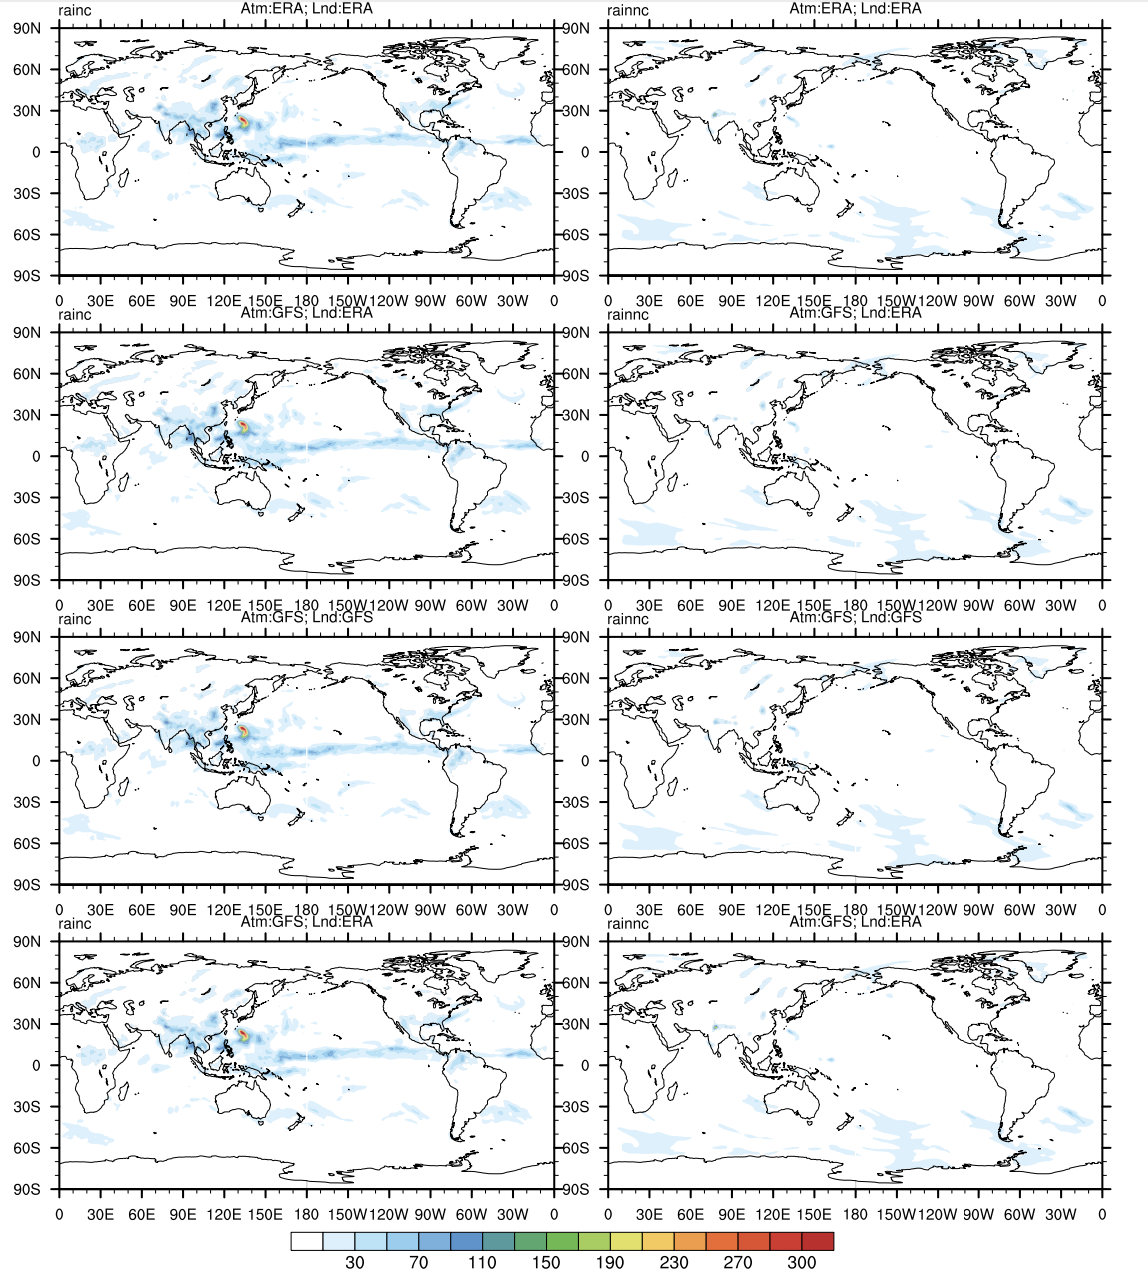 rainc Atm:ERA; Lnd:ERA rainnc Atm:ERA; Lnd:ERA
90N 90N
60N 60N
30N 30N
0 0
30S 30S
60S 60S
90S 90S
0 30E 60E 90E 120E 150E 180 150W 120W 90W 60W 30W 0 0 30E 60E 90E 120E 150E 180 150W 120W 90W 60W 30W 0
rainc Atm:GFS; Lnd:ERA rainnc Atm:GFS; Lnd:ERA
90N 90N
60N 60N
30N 30N
0 0
30S 30S
60S 60S
90S 90S
0 30E 60E 90E 120E 150E 180 150W 120W 90W 60W 30W 0 0 30E 60E 90E 120E 150E 180 150W 120W 90W 60W 30W 0
rainc Atm:GFS; Lnd:GFS rainnc Atm:GFS; Lnd:GFS
90N 90N
60N 60N
30N 30N
0 0
30S 30S
60S 60S
90S 90S
0 30E 60E 90E 120E 150E 180 150W 120W 90W 60W 30W 0 0 30E 60E 90E 120E 150E 180 150W 120W 90W 60W 30W 0
rainc Atm:GFS; Lnd:ERA rainnc Atm:GFS; Lnd:ERA
90N 90N
60N 60N
30N 30N
0 0
30S 30S
60S 60S
90S 90S
0 30E 60E 90E 120E 150E 180 150W 120W 90W 60W 30W 0 0 30E 60E 90E 120E 150E 180 150W 120W 90W 60W 30W 0
30 70 110 150 190 230 270 300